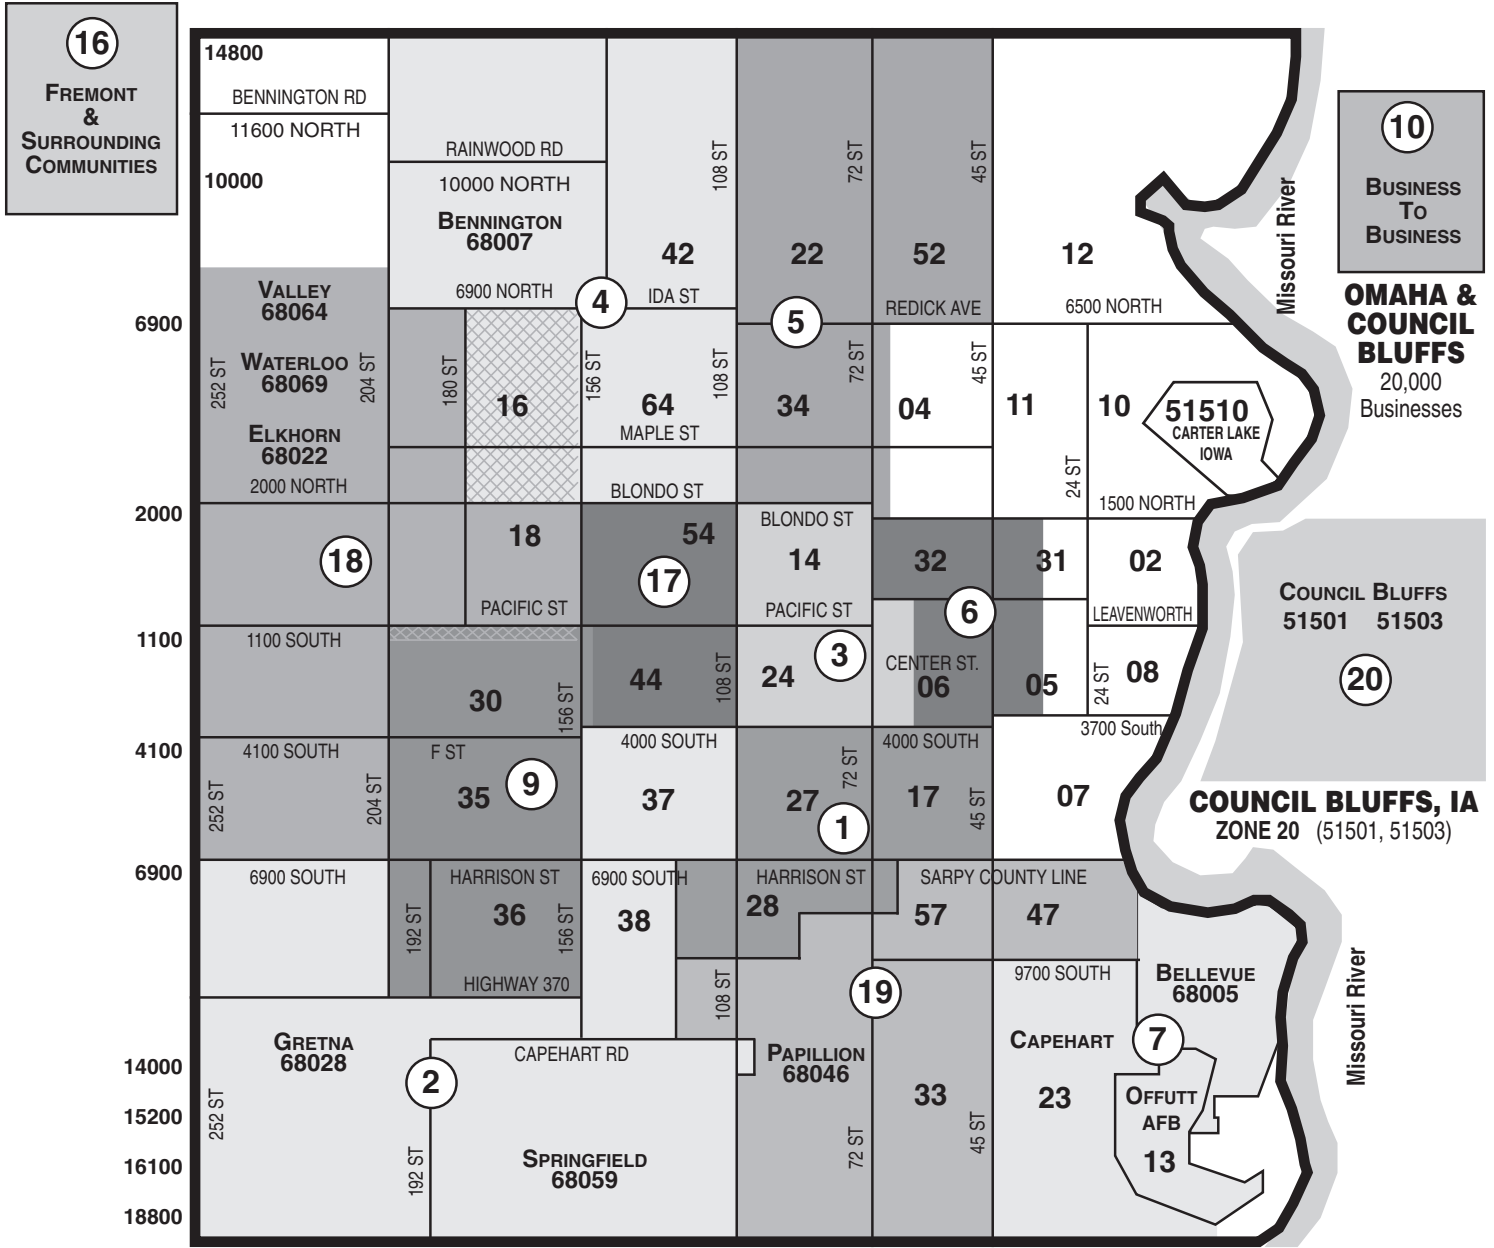 16
FREMONT
&
SURROUNDING
COMMUNITIES
14800
BENNINGTON RD
11600 NORTH
10000
RAINWOOD RD
10000 NORTH
BENNINGTON
68007
6900 NORTH
108 ST
72 ST
45 ST
42
22
52
12
IDA ST
REDICK AVE
6500 NORTH
4
5
Missouri River
10
BUSINESS
TO
BUSINESS
OMAHA &
COUNCIL
BLUFFS
20,000
Businesses
VALLEY
68064
6900
WATERLOO
68069
252 ST
204 ST
180 ST
156 ST
108 ST
72 ST
45 ST
16
64
34
04
11
10
51510
CARTER LAKE
IOWA
MAPLE ST
ELKHORN
68022
2000 NORTH
BLONDO ST
24 ST
1500 NORTH
2000
BLONDO ST
18
18
54
17
14
32
31
02
PACIFIC ST
PACIFIC ST
6
LEAVENWORTH
COUNCIL BLUFFS
51501 51503
20
1100
1100 SOUTH
3
30
156 ST
44
108 ST
24
CENTER ST.
06
05
24 ST
08
3700 South
4100
4100 SOUTH
F ST
4000 SOUTH
72 ST
4000 SOUTH
252 ST
204 ST
35
9
37
27
1
17
45 ST
07
COUNCIL BLUFFS, IA
ZONE 20 (51501, 51503)
6900
6900 SOUTH
HARRISON ST
6900 SOUTH
HARRISON ST
SARPY COUNTY LINE
192 ST
36
156 ST
38
28
57
47
HIGHWAY 370
108 ST
19
9700 SOUTH
BELLEVUE
68005
Missouri River
GRETNA
68028
2
CAPEHART RD
PAPILLION
68046
CAPEHART
7
14000
252 ST
33
23
OFFUTT
AFB
13
15200
192 ST
SPRINGFIELD
68059
72 ST
45 ST
16100
18800